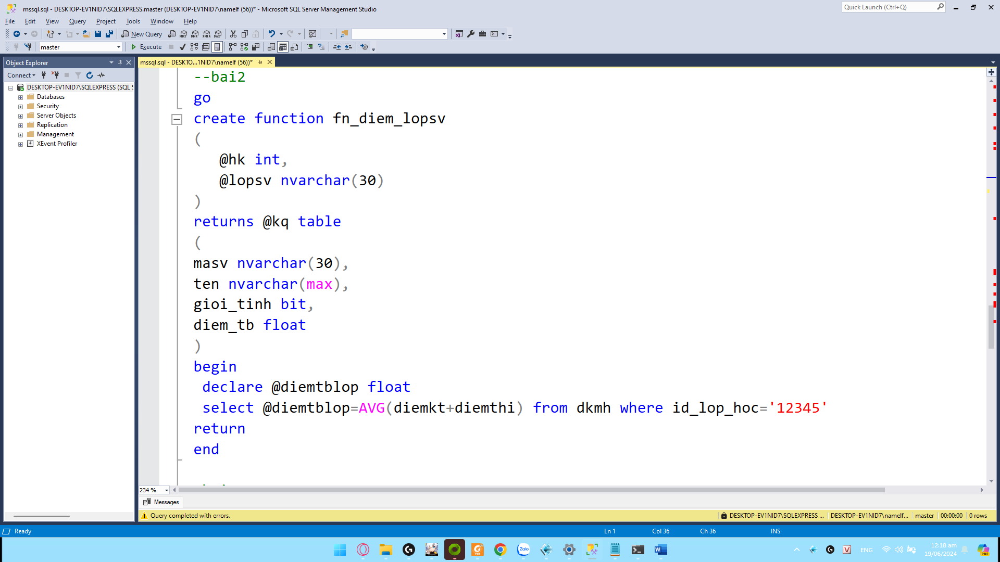 mssql.sql - DESKTOP-EV1NID7\SQLEXPRESS.master (DESKTOP-EV1NID7\namelf (56))* - Microsoft SQL Server Management Studio
Quick Launch (Ctrl+Q)
File Edit View Query Project Tools Window Help
New Query
MDX DMX XMLA DAX
master
Execute
Object Explorer
mssql.sql - DESKTO...1NID7\namelf (56))*
Connect
DESKTOP-EV1NID7\SQLEXPRESS (SQL S
Databases
Security
Server Objects
Replication
Management
XEvent Profiler
--bai2
go
create function fn_diem_lopsv
(
@hk int,
@lopsv nvarchar(30)
)
returns @kq table
(
masv nvarchar(30),
ten nvarchar(max),
gioi_tinh bit,
diem_tb float
)
begin
declare @diemtblop float
select @diemtblop=AVG(diemkt+diemthi) from dkmh where id_lop_hoc='12345'
return
end
234 %
Messages
Query completed with errors.
DESKTOP-EV1NID7\SQLEXPRESS ...
DESKTOP-EV1NID7\namelf...
master
00:00:00
0 rows
Ready
Ln 1
Col 36
Ch 36
INS
Zalo
ENG
12:18 am
19/06/2024
PRE